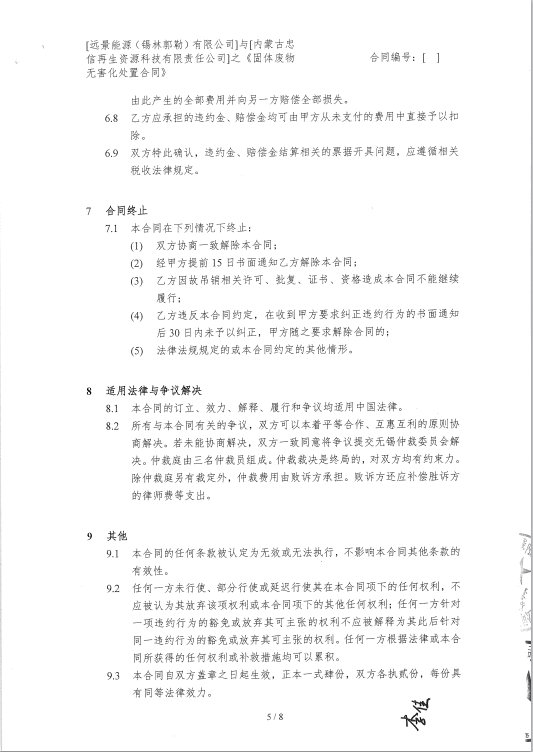 [远景能源（锡林郭勒）有限公司]与[内蒙古忠
信再生资源科技有限责任公司]之《固体废物
无害化处置合同》
合同编号：[ ]
由此产生的全部费用并向另一方赔偿全部损失。
6.8 乙方应承担的违约金、赔偿金均可由甲方从未支付的费用中直接予以扣
除。
6.9 双方特此确认，违约金、赔偿金结算相关的票据开具问题，应遵循相关
税收法律规定。
7 合同终止
7.1 本合同在下列情况下终止：
(1) 双方协商一致解除本合同；
(2) 经甲方提前 15 日书面通知乙方解除本合同；
(3) 乙方因故吊销相关许可、批复、证书、资格造成本合同不能继续
履行；
(4) 乙方违反本合同约定，在收到甲方要求纠正违约行为的书面通知
后 30 日内未予以纠正，甲方随之要求解除合同的；
(5) 法律法规规定的或本合同约定的其他情形。
8 适用法律与争议解决
8.1 本合同的订立、效力、解释、履行和争议均适用中国法律。
8.2 所有与本合同有关的争议，双方可以本着平等合作、互惠互利的原则协
商解决。若未能协商解决，双方一致同意将争议提交无锡仲裁委员会解
决。仲裁庭由三名仲裁员组成。仲裁裁决是终局的，对双方均有约束力。
除仲裁庭另有裁定外，仲裁费用由败诉方承担。败诉方还应补偿胜诉方
的律师费等支出。
9 其他
9.1 本合同的任何条款被认定为无效或无法执行，不影响本合同其他条款的
有效性。
9.2 任何一方未行使、部分行使或延迟行使其在本合同项下的任何权利，不
应被认为其放弃该项权利或本合同项下的其他任何权利；任何一方针对
一项违约行为的豁免或放弃其可主张的权利不应被解释为其此后针对
同一违约行为的豁免或放弃其可主张的权利。任何一方根据法律或本合
同所获得的任何权利或补救措施均可以累积。
9.3 本合同自双方盖章之日起生效，正本一式肆份，双方各执贰份，每份具
有同等法律效力。
5 / 8
李佳